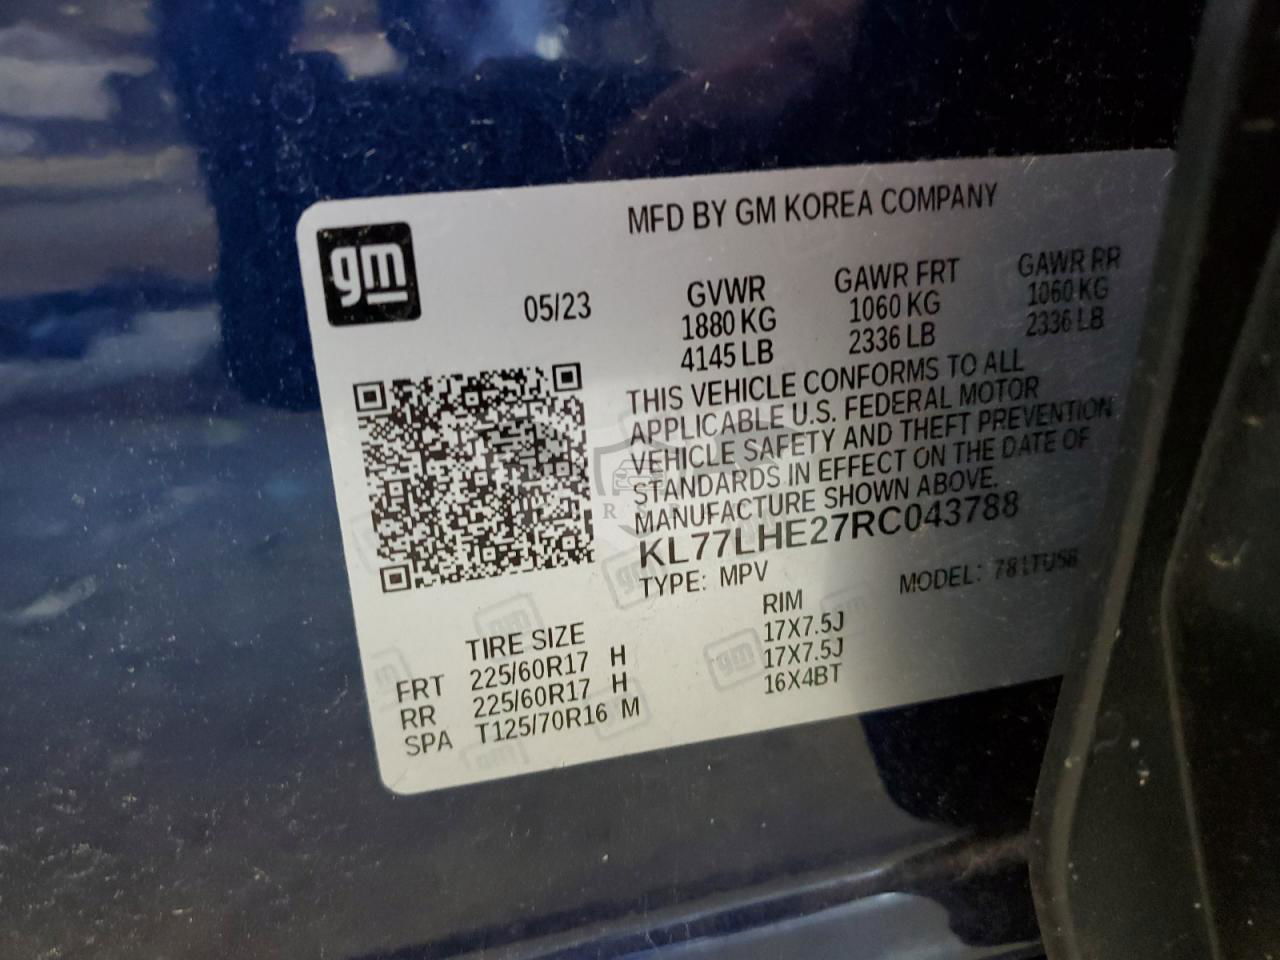 gm
MFD BY GM KOREA COMPANY
05/23
GVWR GAWR FRT GAWR RR
1880 KG 1060 KG 1060 KG
4145 LB 2336 LB 2336 LB
THIS VEHICLE CONFORMS TO ALL
APPLICABLE U.S. FEDERAL MOTOR
VEHICLE SAFETY AND THEFT PREVENTION
STANDARDS IN EFFECT ON THE DATE OF
MANUFACTURE SHOWN ABOVE.
KL77LHE27RC043788
TYPE: MPV MODEL: 781TU58
TIRE SIZE RIM
FRT 225/60R17 H 17X7.5J
RR 225/60R17 H 17X7.5J
SPA T125/70R16 M 16X4BT